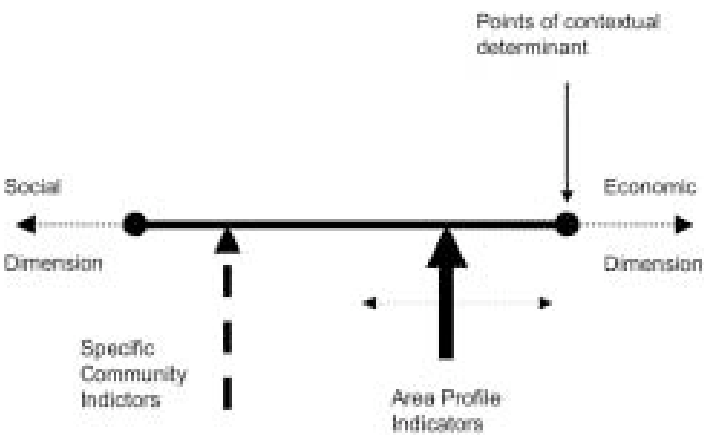 Points of contextual
determinant
Social
Dimension
Economic
Dimension
Specific
Community
Indictors
Area Profile
Indicators